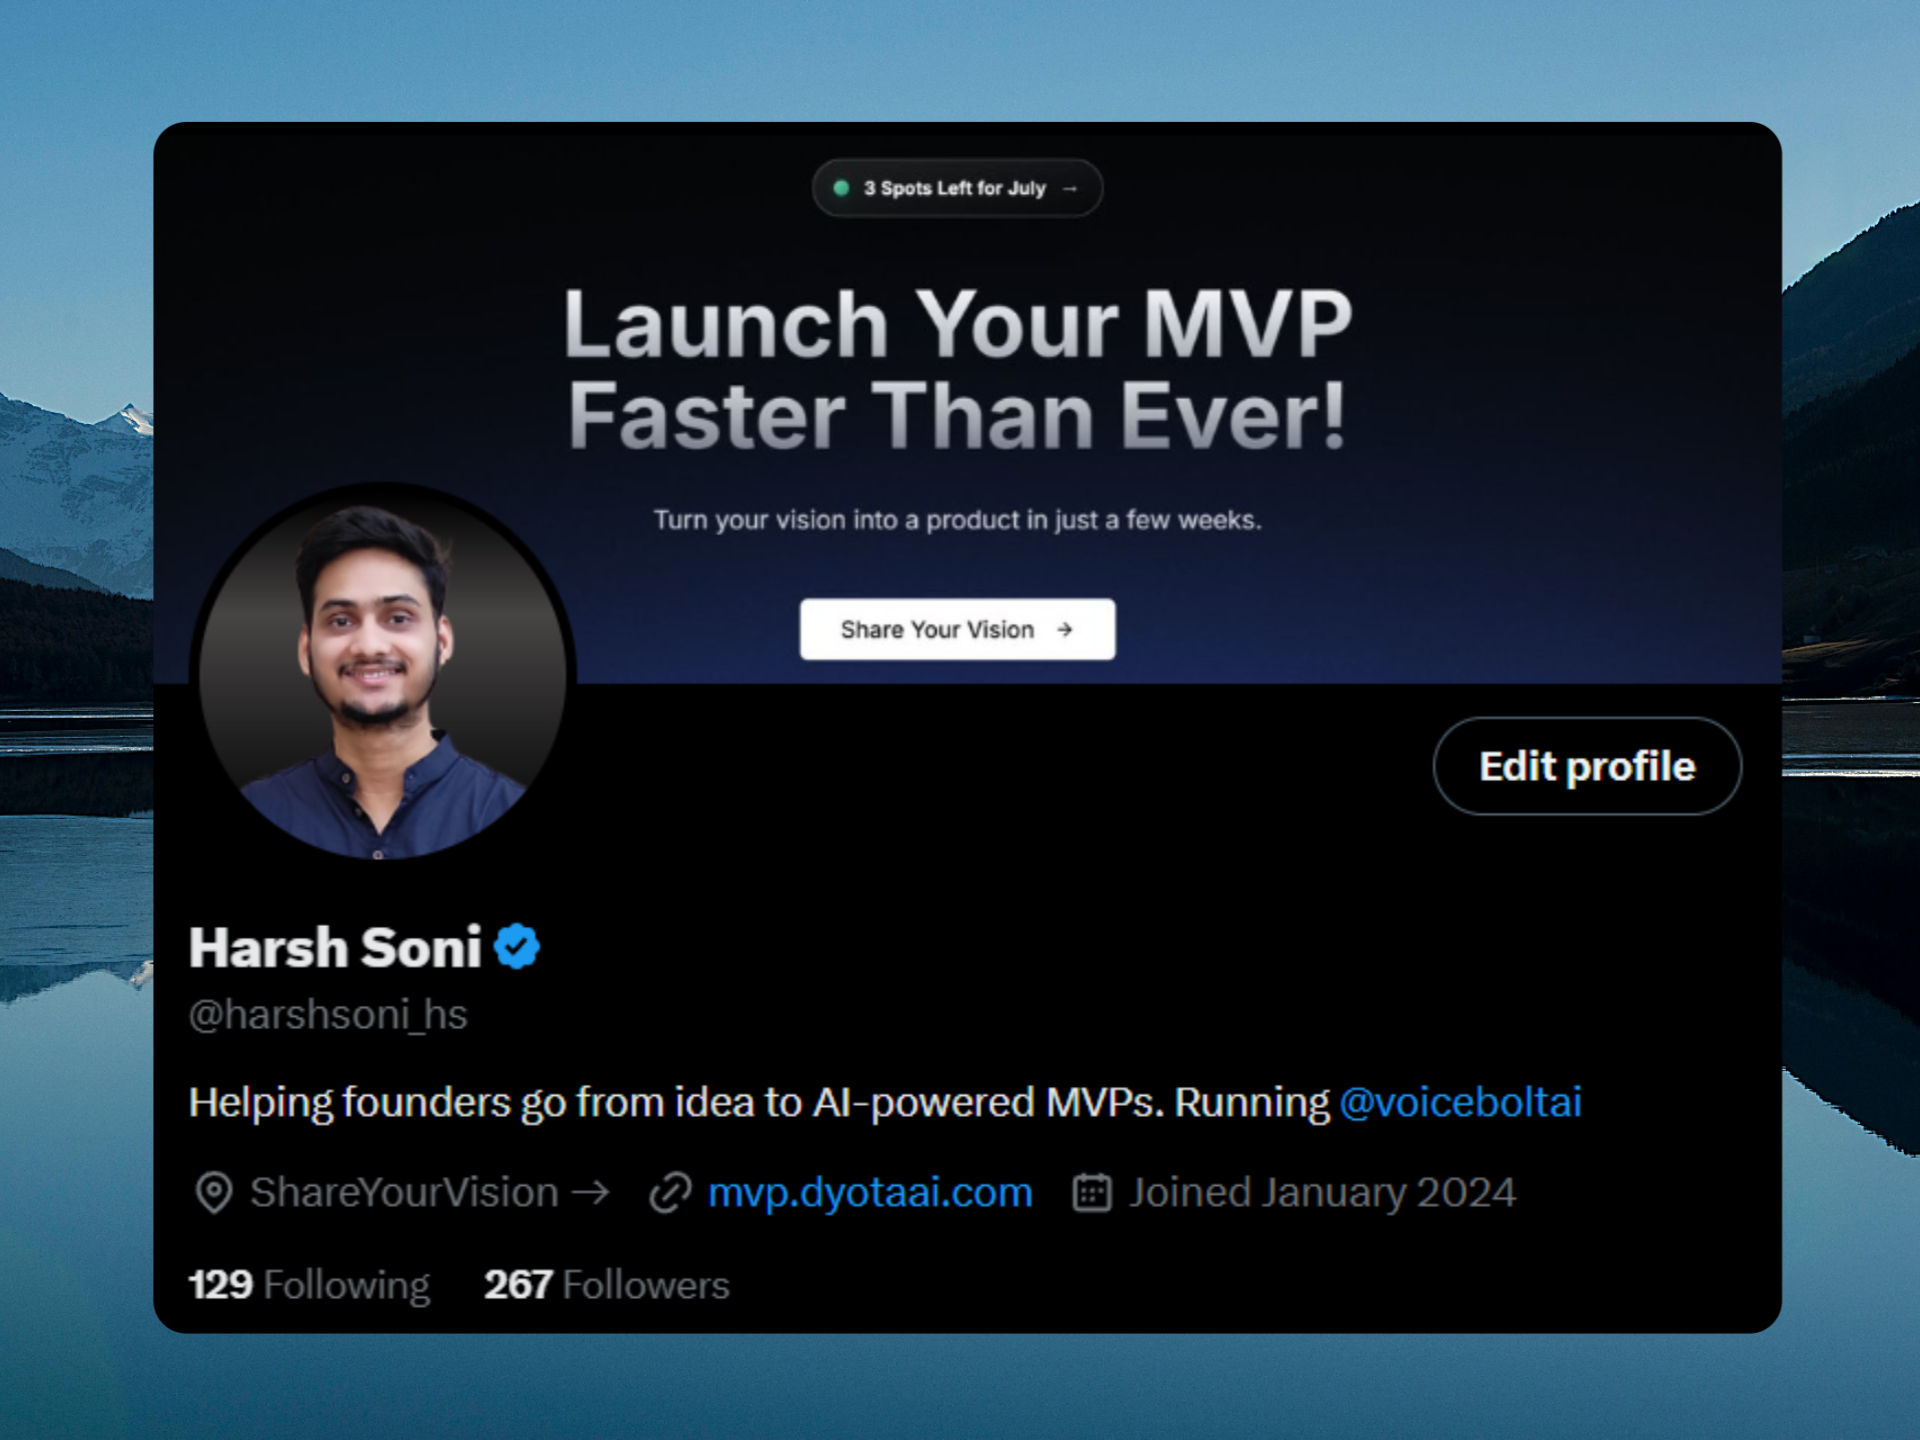 3 Spots Left for July →
Launch Your MVP
Faster Than Ever!
Turn your vision into a product in just a few weeks.
Share Your Vision →
Edit profile
Harsh Soni
@harshsoni_hs
Helping founders go from idea to AI-powered MVPs. Running @voiceboltai
ShareYourVision → mvp.dyotaai.com Joined January 2024
129 Following 267 Followers